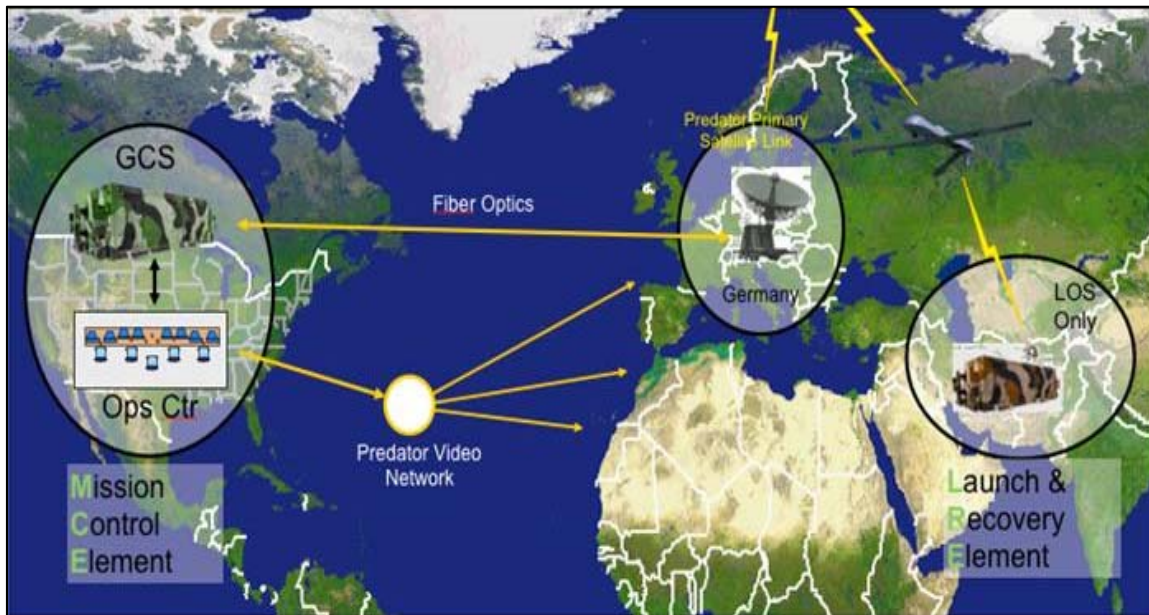 GCS
Ops Ctr
Mission
Control
Element
Fiber Optics
Predator Video
Network
Predator Primary
Satellite Link
Germany
LOS
Only
Launch &
Recovery
Element